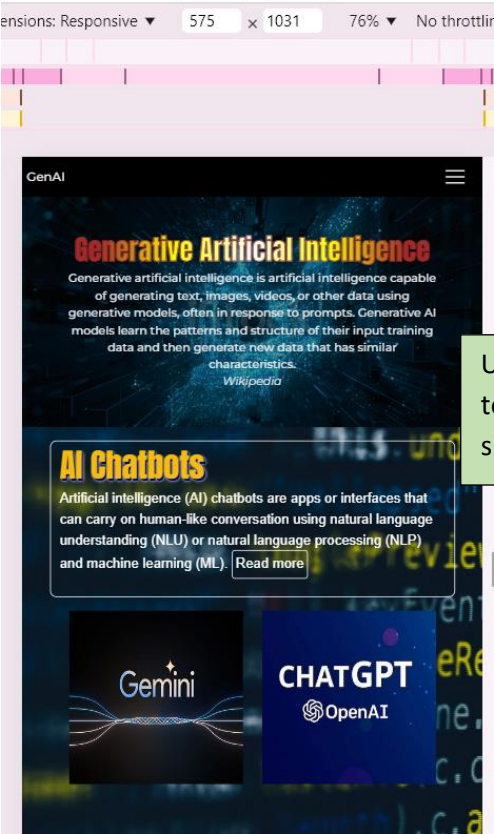 ensions: Responsive ▼ 575 × 1031 76% ▼ No throttlin
GenAI
Generative Artificial Intelligence
Generative artificial intelligence is artificial intelligence capable
of generating text, images, videos, or other data using
generative models, often in response to prompts. Generative AI
models learn the patterns and structure of their input training
data and then generate new data that has similar
characteristics.
Wikipedia
U
te
s
AI Chatbots
Artificial intelligence (AI) chatbots are apps or interfaces that
can carry on human-like conversation using natural language
understanding (NLU) or natural language processing (NLP)
and machine learning (ML). Read more
Gemini
CHATGPT
OpenAI